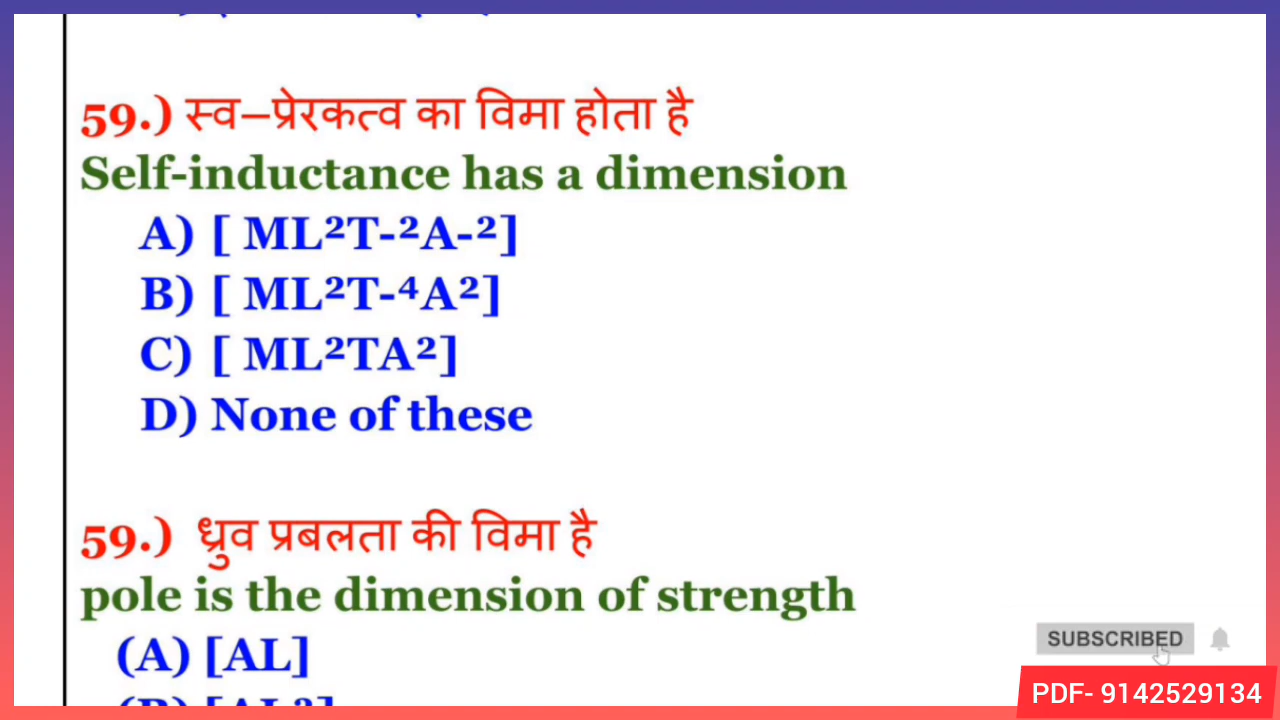 59.) स्व–प्रेरकत्व का विमा होता है
Self-inductance has a dimension
A) [ ML²T-²A-²]
B) [ ML²T-⁴A²]
C) [ ML²TA²]
D) None of these
59.) ध्रुव प्रबलता की विमा है
pole is the dimension of strength
(A) [AL]
SUBSCRIBED
PDF- 9142529134